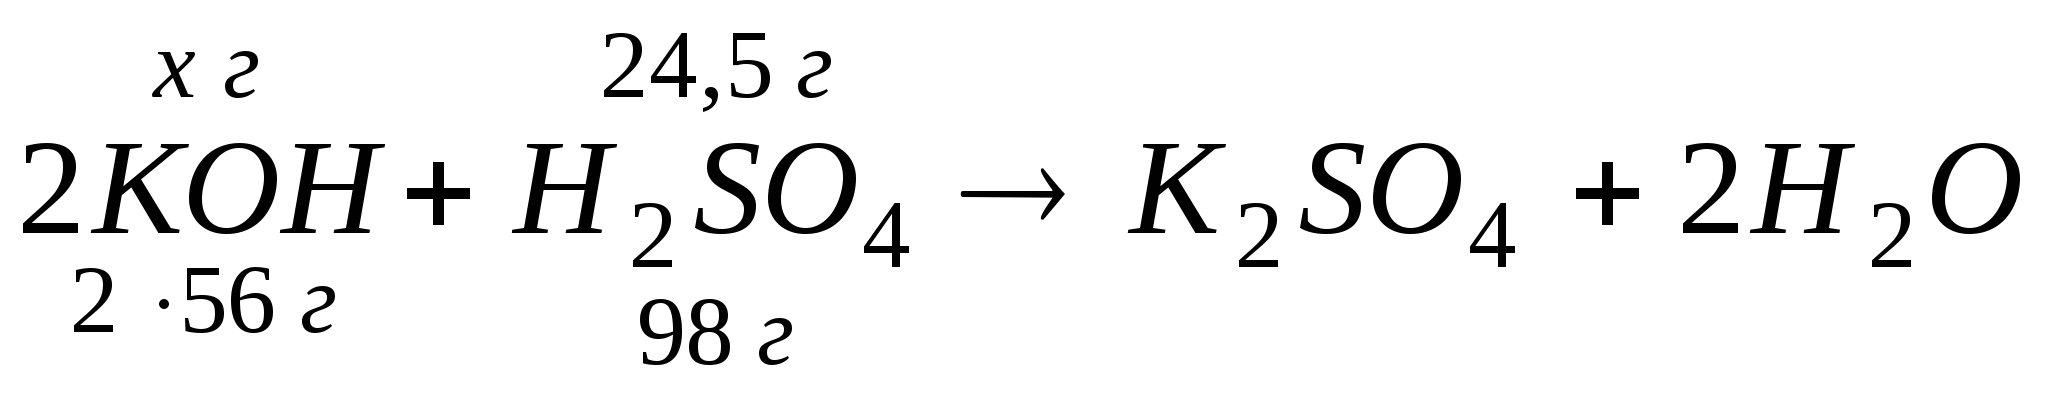 х г 24,5 г
2KOH + H₂SO₄ → K₂SO₄ + 2H₂O
2 ·56 г 98 г